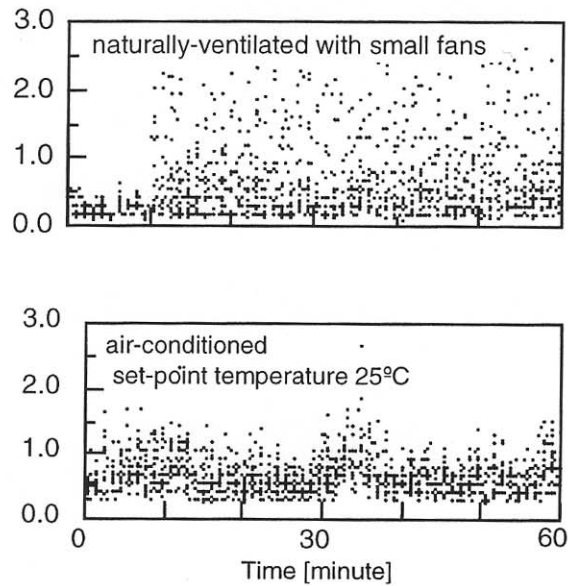 3.0
naturally-ventilated with small fans
2.0
1.0
0.0
3.0
air-conditioned
set-point temperature 25ºC
2.0
1.0
0.0
0 30 60
Time [minute]